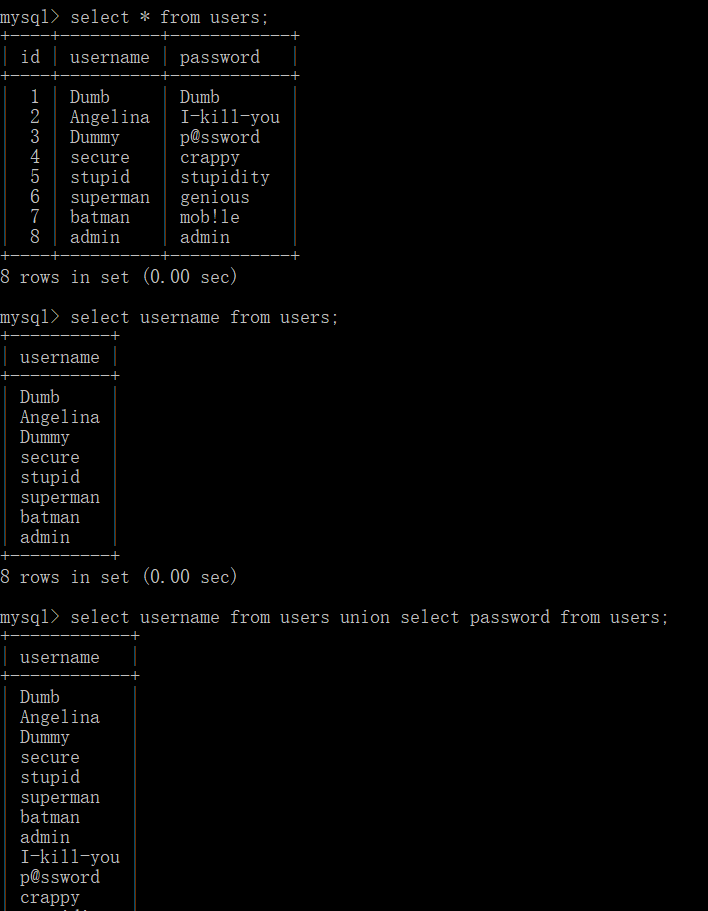 mysql> select * from users;
+----+----------+------------+
| id | username | password   |
+----+----------+------------+
|  1 | Dumb     | Dumb       |
|  2 | Angelina | I-kill-you |
|  3 | Dummy    | p@ssword   |
|  4 | secure   | crappy     |
|  5 | stupid   | stupidity  |
|  6 | superman | genious    |
|  7 | batman   | mob!le     |
|  8 | admin    | admin      |
+----+----------+------------+
8 rows in set (0.00 sec)
mysql> select username from users;
+----------+
| username |
+----------+
| Dumb     |
| Angelina |
| Dummy    |
| secure   |
| stupid   |
| superman |
| batman   |
| admin    |
+----------+
8 rows in set (0.00 sec)
mysql> select username from users union select password from users;
+------------+
| username   |
+------------+
| Dumb       |
| Angelina   |
| Dummy      |
| secure     |
| stupid     |
| superman   |
| batman     |
| admin      |
| I-kill-you |
| p@ssword   |
| crappy     |